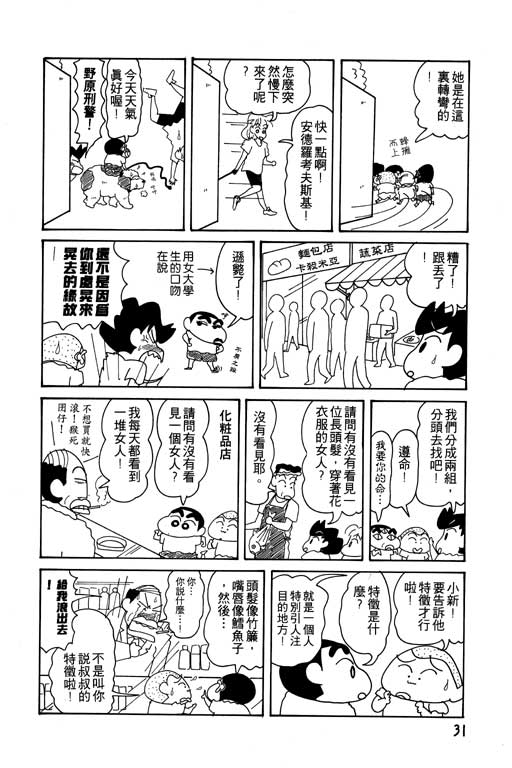 她是在這
裏轉彎的
！
一擁
而上
怎麼突
然慢下
來了呢
？
快一點啊！
安德羅考夫斯基！
今天天氣
真好喔！
野原刑警！
糟了！
跟丟了
！
蔬菜店
麵包店
卡殺米亞
遜斃了！
不屑之臉
用女大學
生的口吻
在說
還不是因為
你到處晃來
晃去的緣故
我們分成兩組，
分頭去找吧！
遵命！
我要你的命…
請問有沒有看見一
位長頭髮，穿著花
衣服的女人？
沒有看見耶。
化粧品店
請問有沒有看
見一個女人？
我每天都看到
一堆女人！
不想買就快
滾！猴死
囝仔！
小新！
要告訴他
特徵才行
啦！
特徵是什
麼？
就是一個人
特別引人注
目的地方！
頭髮像竹簾，
嘴唇像鱈魚子
，然後…
你…
你說什麼…
給我滾出去
！
不是叫你
說叔叔的
特徵啦！
31